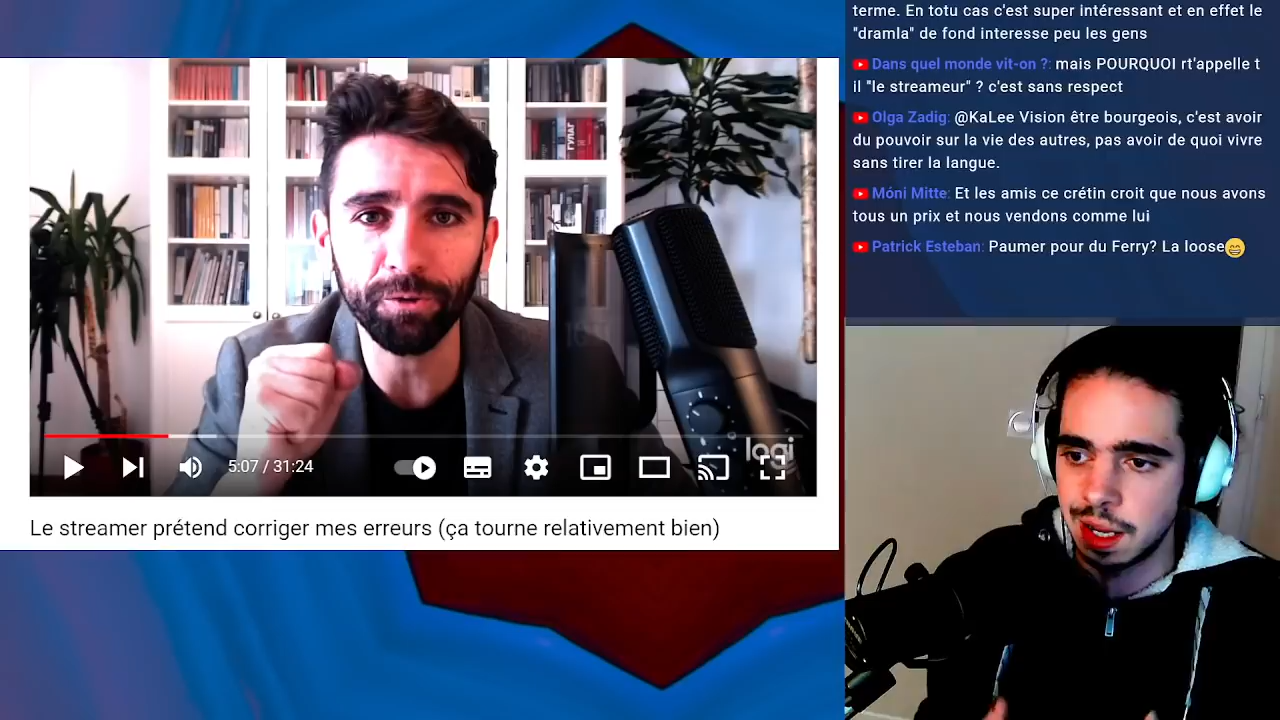 terme. En totu cas c'est super intéressant et en effet le
"dramla" de fond interesse peu les gens
Dans quel monde vit-on ?: mais POURQUOI rt'appelle t
il "le streameur" ? c'est sans respect
Olga Zadig: @KaLee Vision être bourgeois, c'est avoir
du pouvoir sur la vie des autres, pas avoir de quoi vivre
sans tirer la langue.
Móni Mitte: Et les amis ce crétin croit que nous avons
tous un prix et nous vendons comme lui
Patrick Esteban: Paumer pour du Ferry? La loose😄
ГУЛАГ
logi
5:07 / 31:24
Le streamer prétend corriger mes erreurs (ça tourne relativement bien)